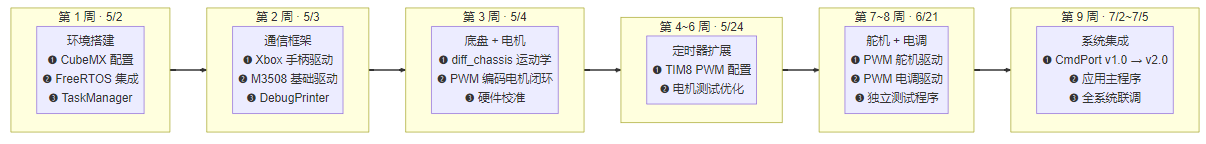 第 1 周 · 5/2
环境搭建
❶ CubeMX 配置
❷ FreeRTOS 集成
❸ TaskManager
第 2 周 · 5/3
通信框架
❶ Xbox 手柄驱动
❷ M3508 基础驱动
❸ DebugPrinter
第 3 周 · 5/4
底盘 + 电机
❶ diff_chassis 运动学
❷ PWM 编码电机闭环
❸ 硬件校准
第 4~6 周 · 5/24
定时器扩展
❶ TIM8 PWM 配置
❷ 电机测试优化
第 7~8 周 · 6/21
舵机 + 电调
❶ PWM 舵机驱动
❷ PWM 电调驱动
❸ 独立测试程序
第 9 周 · 7/2~7/5
系统集成
❶ CmdPort v1.0 → v2.0
❷ 应用主程序
❸ 全系统联调